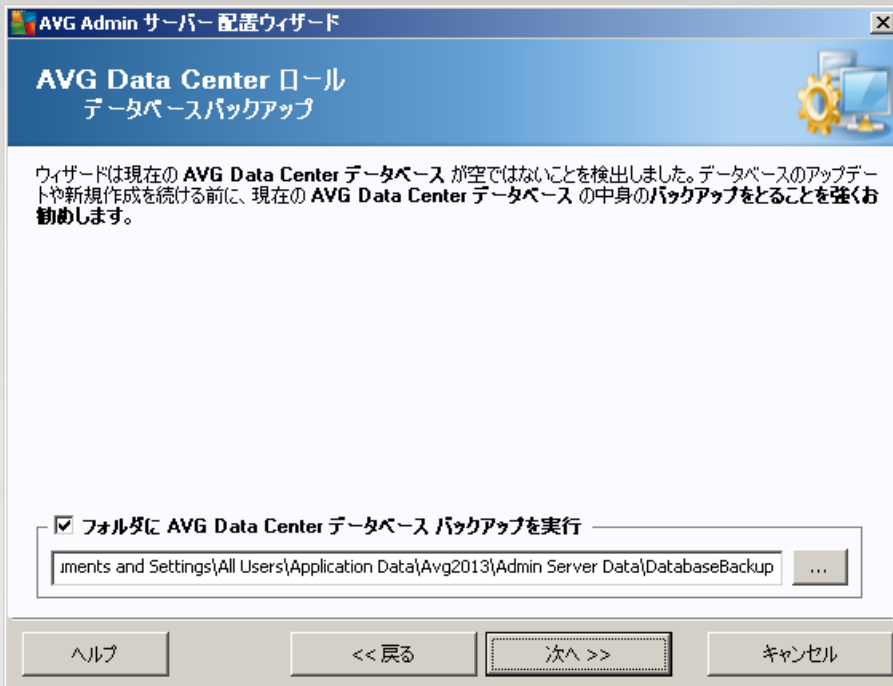 AVG Admin サーバー 配置ウィザード
AVG Data Center ロール
データベースバックアップ
ウィザードは現在の AVG Data Center データベース が空ではないことを検出しました。データベースのアップデー
トや新規作成を続ける前に、現在の AVG Data Center データベース の中身のバックアップをとることを強くお
勧めします。
フォルダに AVG Data Center データベース バックアップを実行
uments and Settings\All Users\Application Data\Avg2013\Admin Server Data\DatabaseBackup
...
ヘルプ
<< 戻る
次へ >>
キャンセル